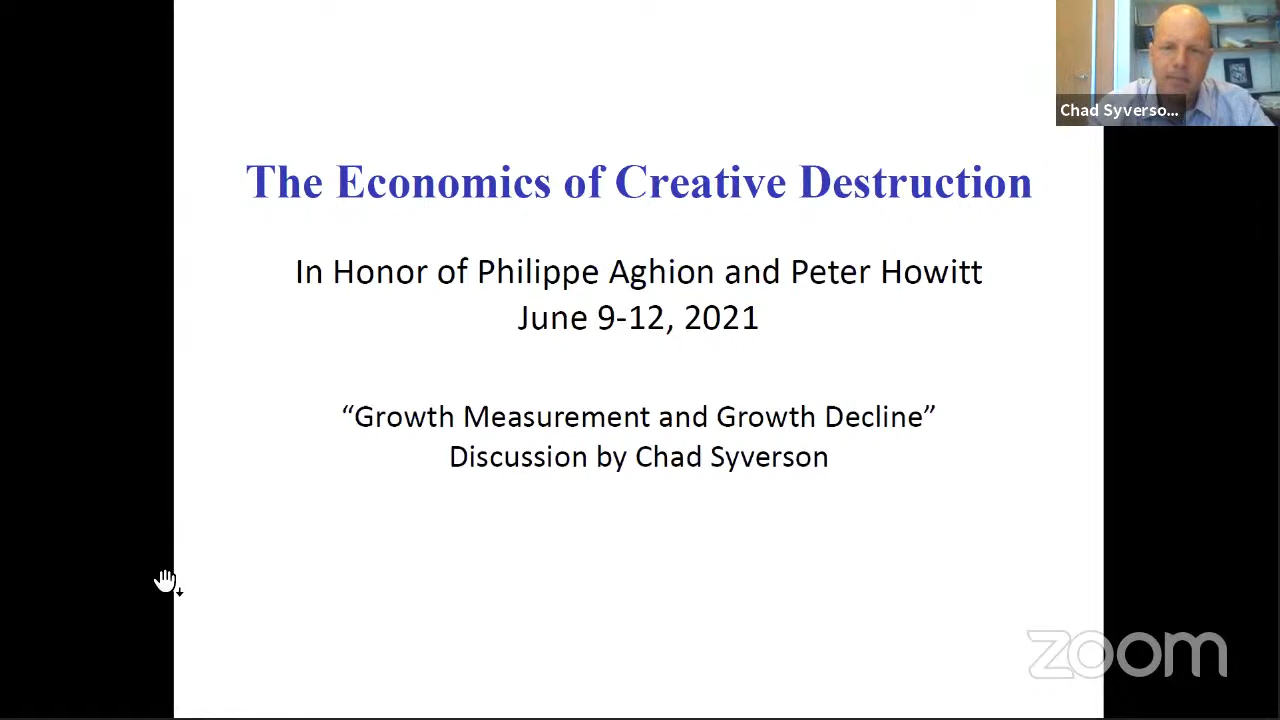 Chad Syverso...
The Economics of Creative Destruction
In Honor of Philippe Aghion and Peter Howitt
June 9-12, 2021
“Growth Measurement and Growth Decline”
Discussion by Chad Syverson
zoom